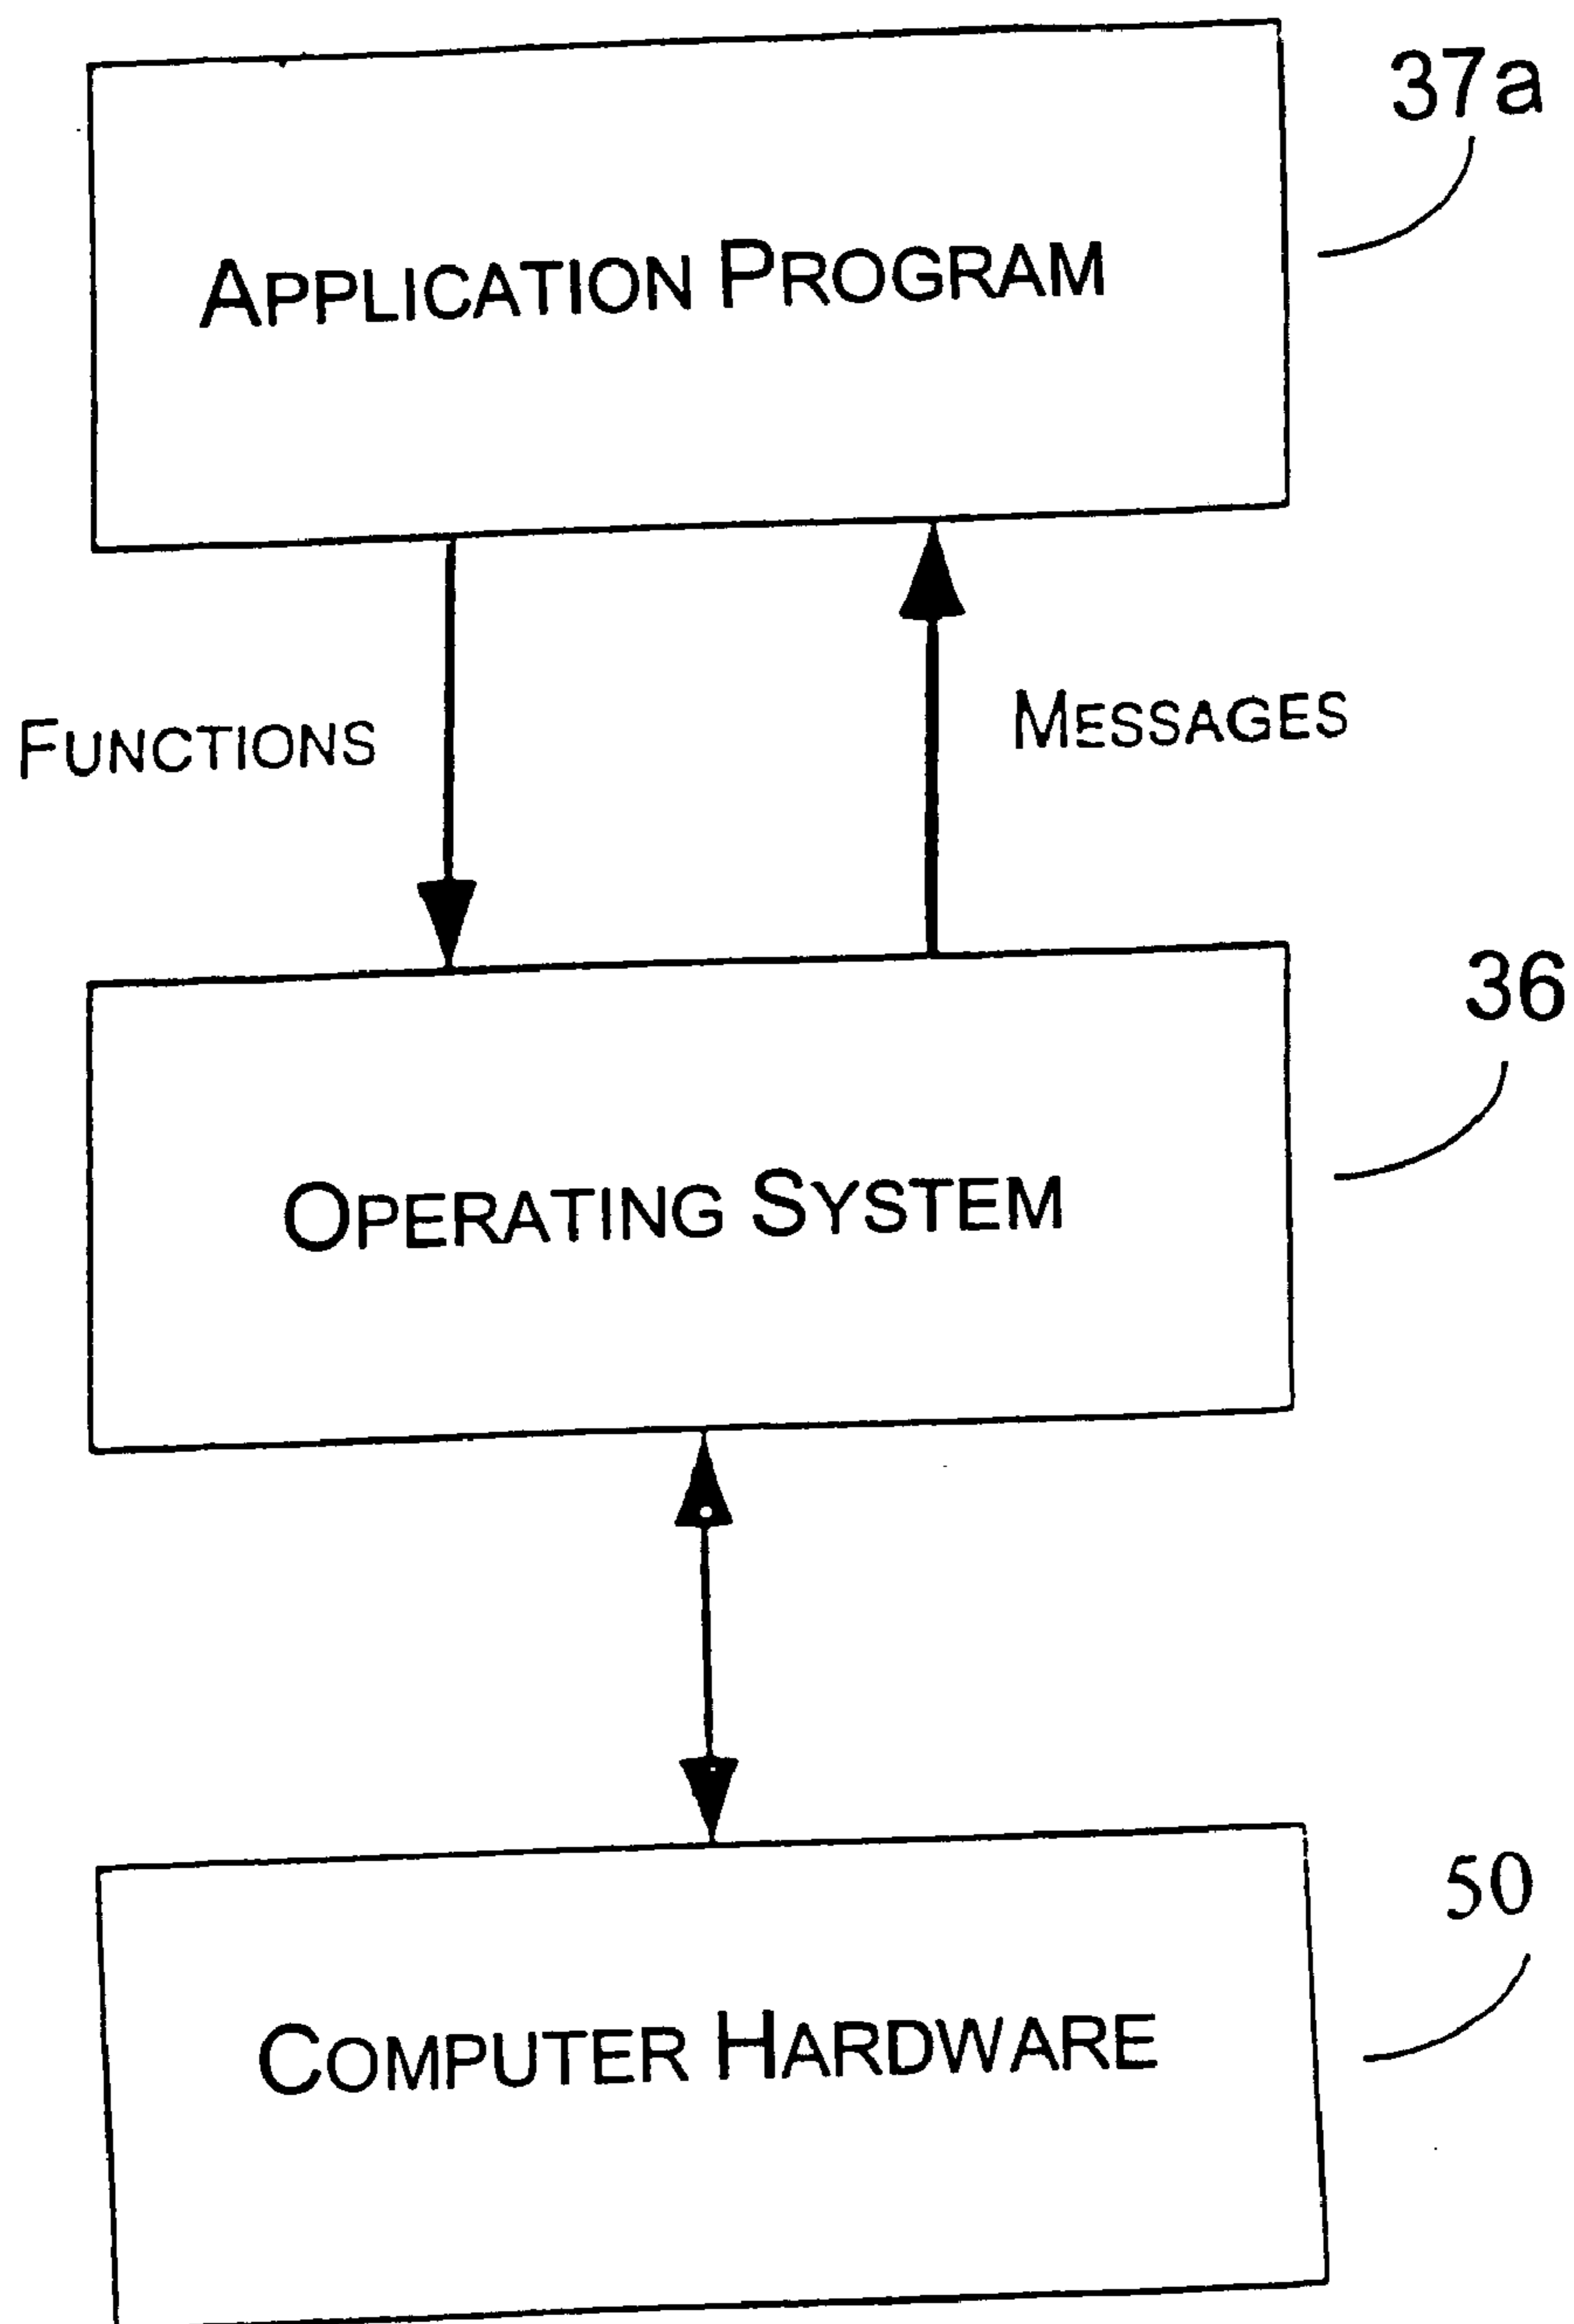 37a
APPLICATION PROGRAM
FUNCTIONS
MESSAGES
36
OPERATING SYSTEM
50
COMPUTER HARDWARE